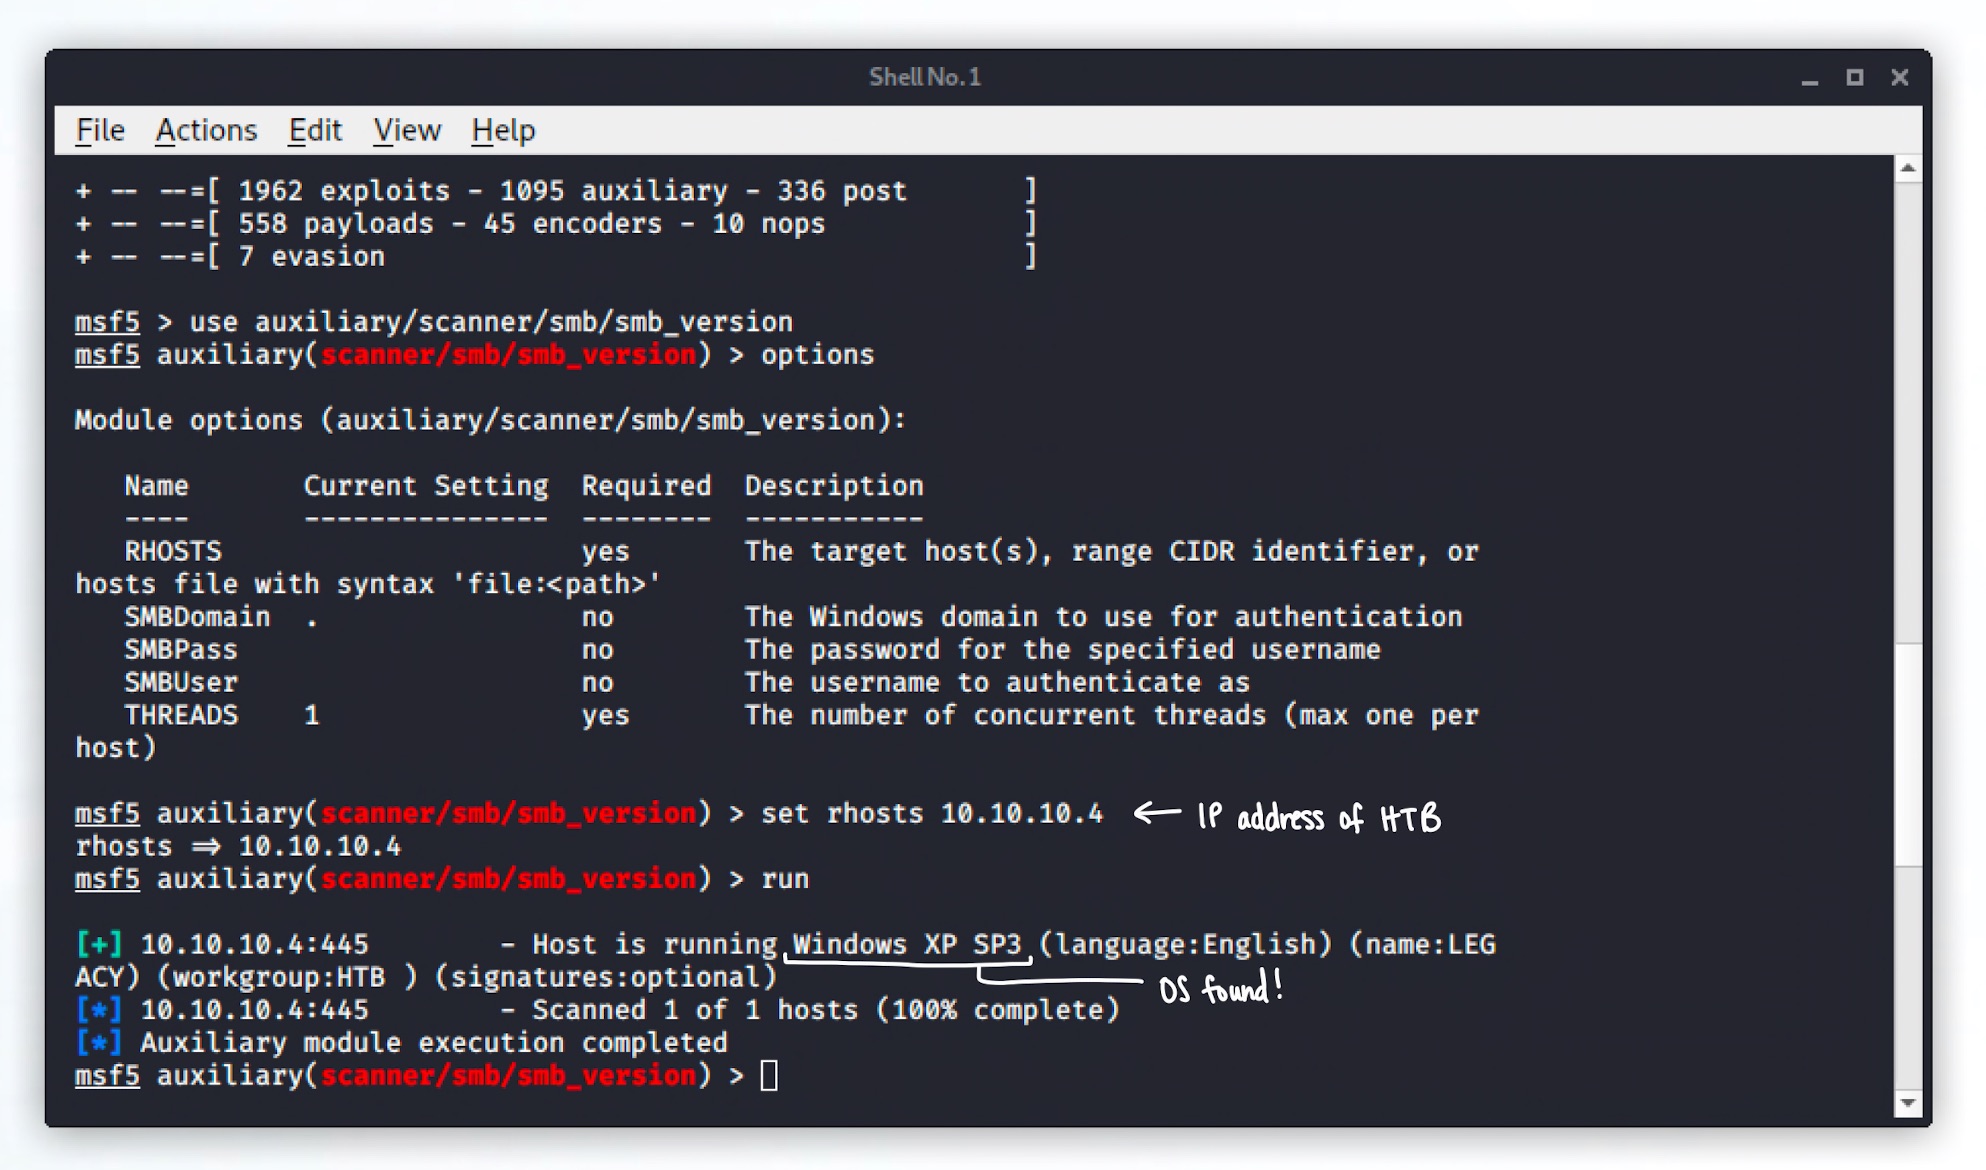 Shell No. 1
File Actions Edit View Help
+ -- --=[ 1962 exploits - 1095 auxiliary - 336 post       ]
+ -- --=[ 558 payloads - 45 encoders - 10 nops            ]
+ -- --=[ 7 evasion                                       ]
msf5 > use auxiliary/scanner/smb/smb_version
msf5 auxiliary(scanner/smb/smb_version) > options
Module options (auxiliary/scanner/smb/smb_version):
   Name       Current Setting  Required  Description
   ----       ---------------  --------  -----------
   RHOSTS                      yes       The target host(s), range CIDR identifier, or
hosts file with syntax 'file:<path>'
   SMBDomain  .                no        The Windows domain to use for authentication
   SMBPass                     no        The password for the specified username
   SMBUser                     no        The username to authenticate as
   THREADS    1                yes       The number of concurrent threads (max one per
host)
msf5 auxiliary(scanner/smb/smb_version) > set rhosts 10.10.10.4 ← IP address of HTB
rhosts ⇒ 10.10.10.4
msf5 auxiliary(scanner/smb/smb_version) > run
[+] 10.10.10.4:445        - Host is running Windows XP SP3 (language:English) (name:LEG
ACY) (workgroup:HTB ) (signatures:optional)
OS found!
[*] 10.10.10.4:445        - Scanned 1 of 1 hosts (100% complete)
[*] Auxiliary module execution completed
msf5 auxiliary(scanner/smb/smb_version) >